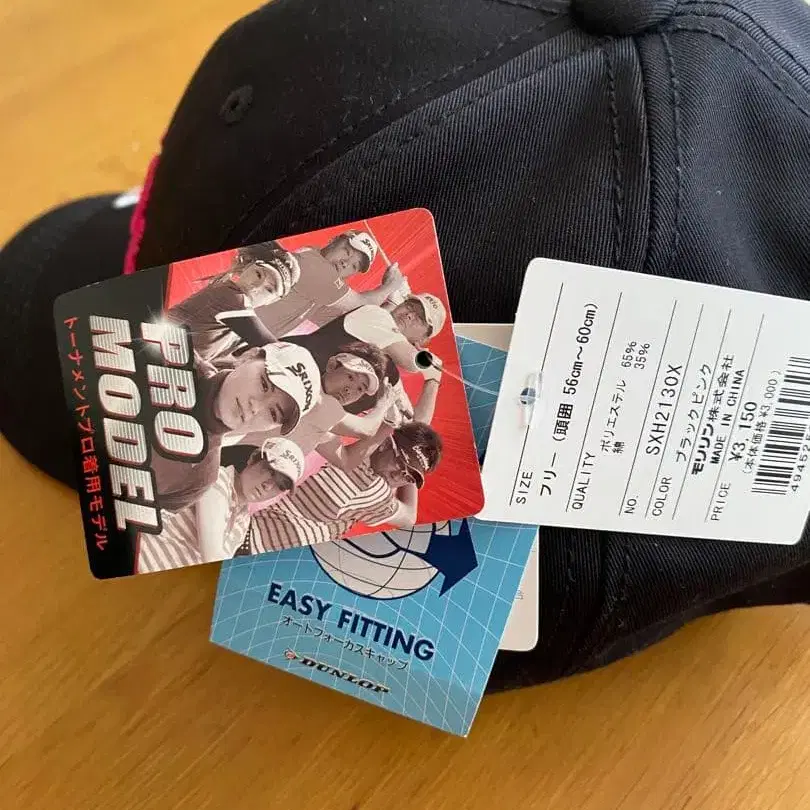 PRO
MODEL
トーナメントプロ着用モデル
SRIXON
SRIXON
EASY FITTING
オートフォーカスキャップ
DUNLOP
SIZE
フリー (頭囲 56cm～60cm)
QUALITY
ポリエステル 65%
綿 35%
NO. SXH2130X
COLOR ブラックピンク
モリリン株式会社
MADE IN CHINA
PRICE ¥3,150
(本体価格¥3,000)